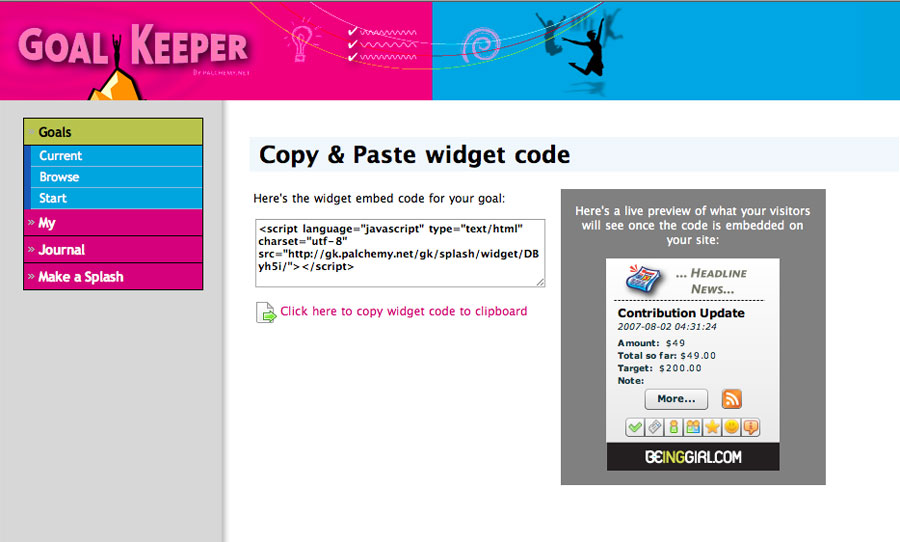 GOAL KEEPER
BY PALCHEMY.NET
» Goals
Current
Browse
Start
» My
» Journal
» Make a Splash
Copy & Paste widget code
Here's the widget embed code for your goal:
<script language="javascript" type="text/html"
charset="utf-8"
src="http://gk.palchemy.net/gk/splash/widget/DB
yh5i/"></script>
Click here to copy widget code to clipboard
Here's a live preview of what your visitors
will see once the code is embedded on
your site:
... HEADLINE
NEWS...
Contribution Update
2007-08-02 04:31:24
Amount: $49
Total so far: $49.00
Target: $200.00
Note:
More...
BEINGGIRL.COM